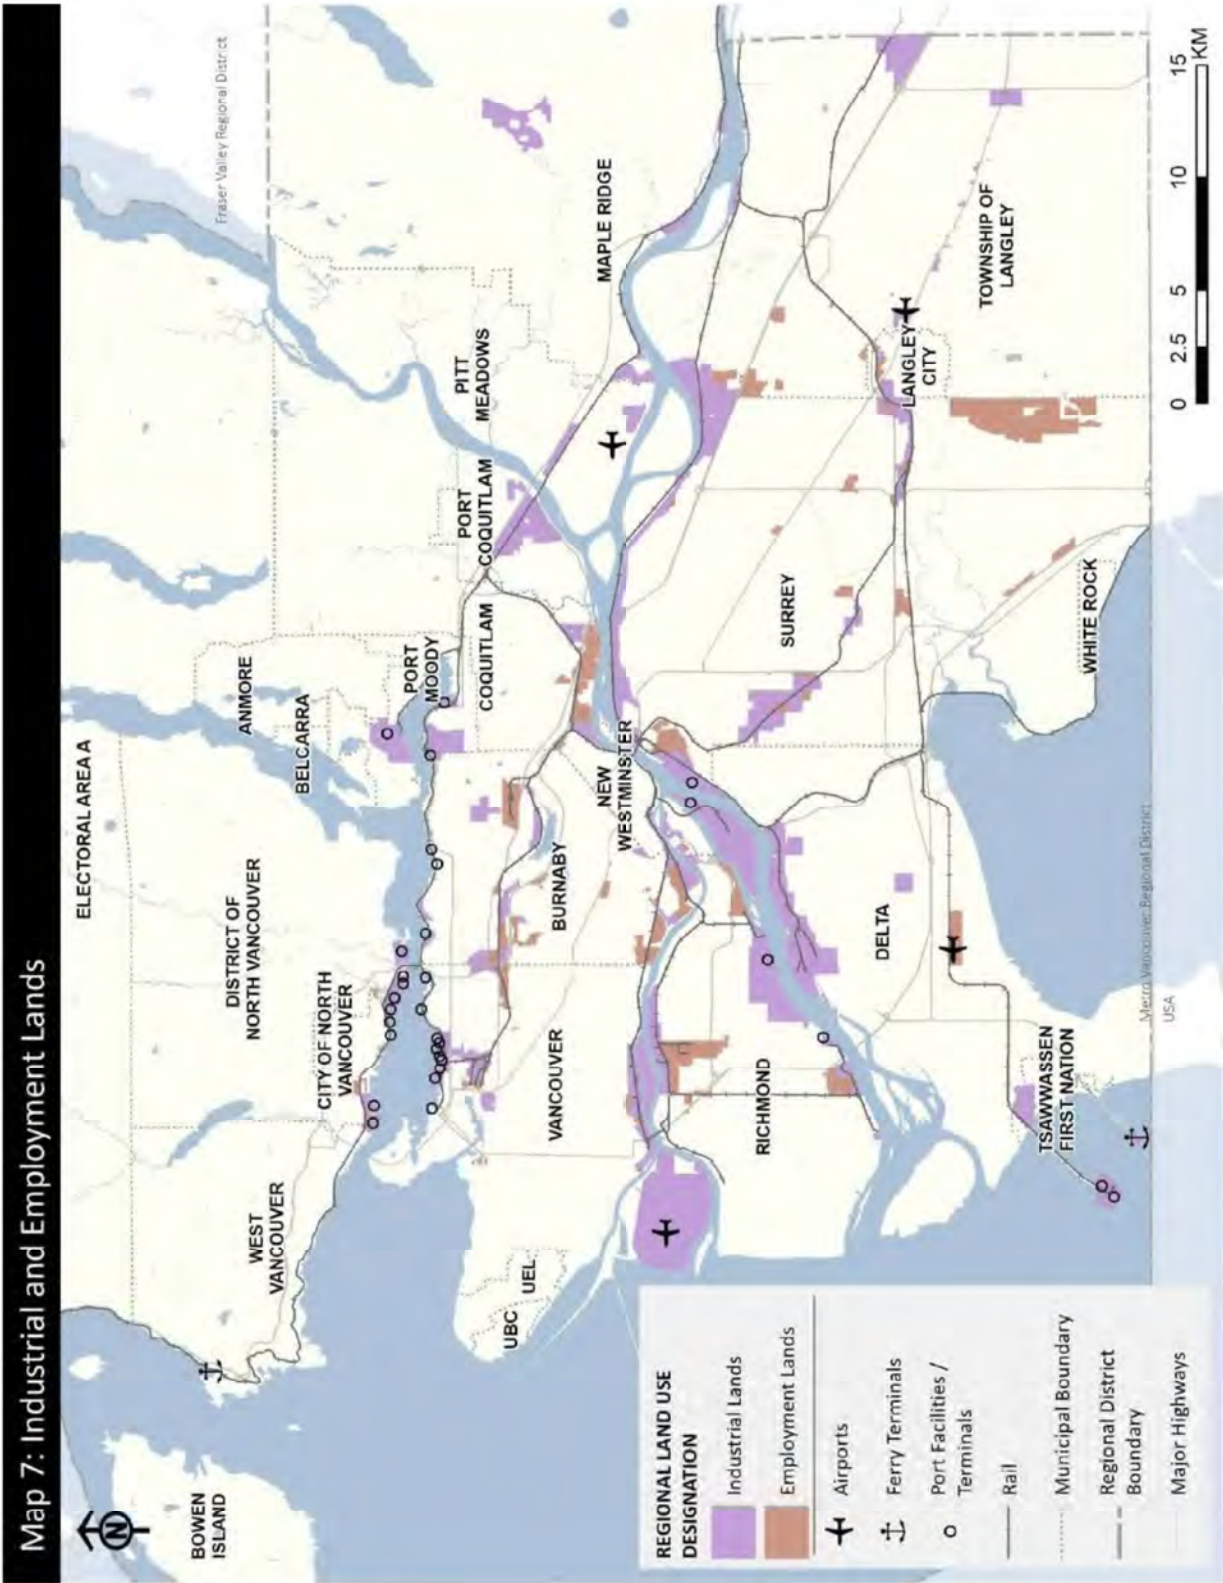 Map 7: Industrial and Employment Lands
N
BOWEN
ISLAND
ELECTORAL AREA A
Fraser Valley Regional District
WEST
VANCOUVER
DISTRICT OF
NORTH VANCOUVER
CITY OF NORTH
VANCOUVER
ANMORE
BELCARRA
PORT
MOODY
COQUITLAM
PORT
COQUITLAM
PITT
MEADOWS
MAPLE RIDGE
UBC
UEL
VANCOUVER
BURNABY
NEW
WESTMINSTER
RICHMOND
DELTA
SURREY
LANGLEY
CITY
TOWNSHIP OF
LANGLEY
TSAWWASSEN
FIRST NATION
WHITE ROCK
Metro Vancouver Regional District
USA
REGIONAL LAND USE
DESIGNATION
Industrial Lands
Employment Lands
Airports
Ferry Terminals
Port Facilities /
Terminals
Rail
Municipal Boundary
Regional District
Boundary
Major Highways
0 2.5 5 10 15
KM